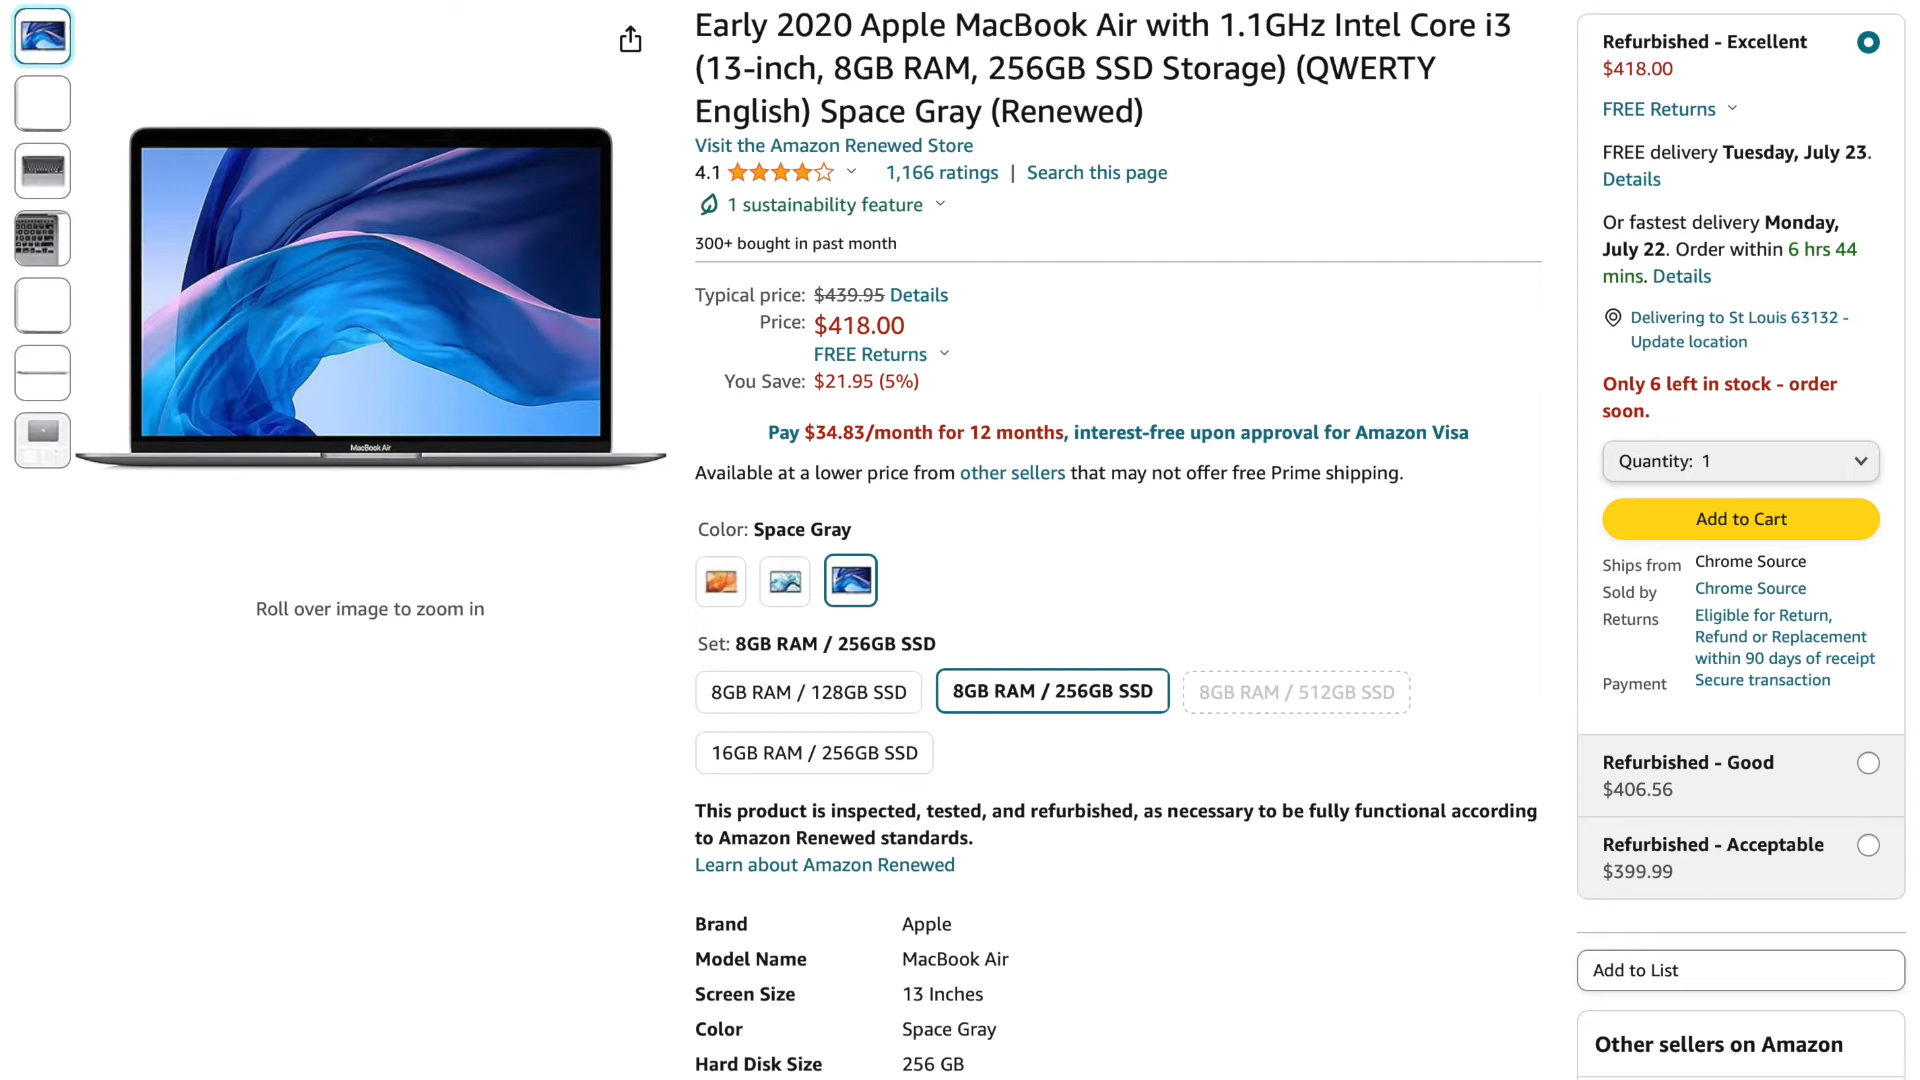 MacBook Air
Roll over image to zoom in
Early 2020 Apple MacBook Air with 1.1GHz Intel Core i3
(13-inch, 8GB RAM, 256GB SSD Storage) (QWERTY
English) Space Gray (Renewed)
Visit the Amazon Renewed Store
4.1 1,166 ratings | Search this page
1 sustainability feature
300+ bought in past month
Typical price: $439.95 Details
Price: $418.00
FREE Returns
You Save: $21.95 (5%)
Pay $34.83/month for 12 months, interest-free upon approval for Amazon Visa
Available at a lower price from other sellers that may not offer free Prime shipping.
Color: Space Gray
Set: 8GB RAM / 256GB SSD
8GB RAM / 128GB SSD 8GB RAM / 256GB SSD 8GB RAM / 512GB SSD
16GB RAM / 256GB SSD
This product is inspected, tested, and refurbished, as necessary to be fully functional according
to Amazon Renewed standards.
Learn about Amazon Renewed
Brand Apple
Model Name MacBook Air
Screen Size 13 Inches
Color Space Gray
Hard Disk Size 256 GB
Refurbished - Excellent
$418.00
FREE Returns
FREE delivery Tuesday, July 23.
Details
Or fastest delivery Monday,
July 22. Order within 6 hrs 44
mins. Details
Delivering to St Louis 63132 -
Update location
Only 6 left in stock - order
soon.
Quantity: 1
Add to Cart
Ships from Chrome Source
Sold by Chrome Source
Returns Eligible for Return,
Refund or Replacement
within 90 days of receipt
Payment Secure transaction
Refurbished - Good
$406.56
Refurbished - Acceptable
$399.99
Add to List
Other sellers on Amazon